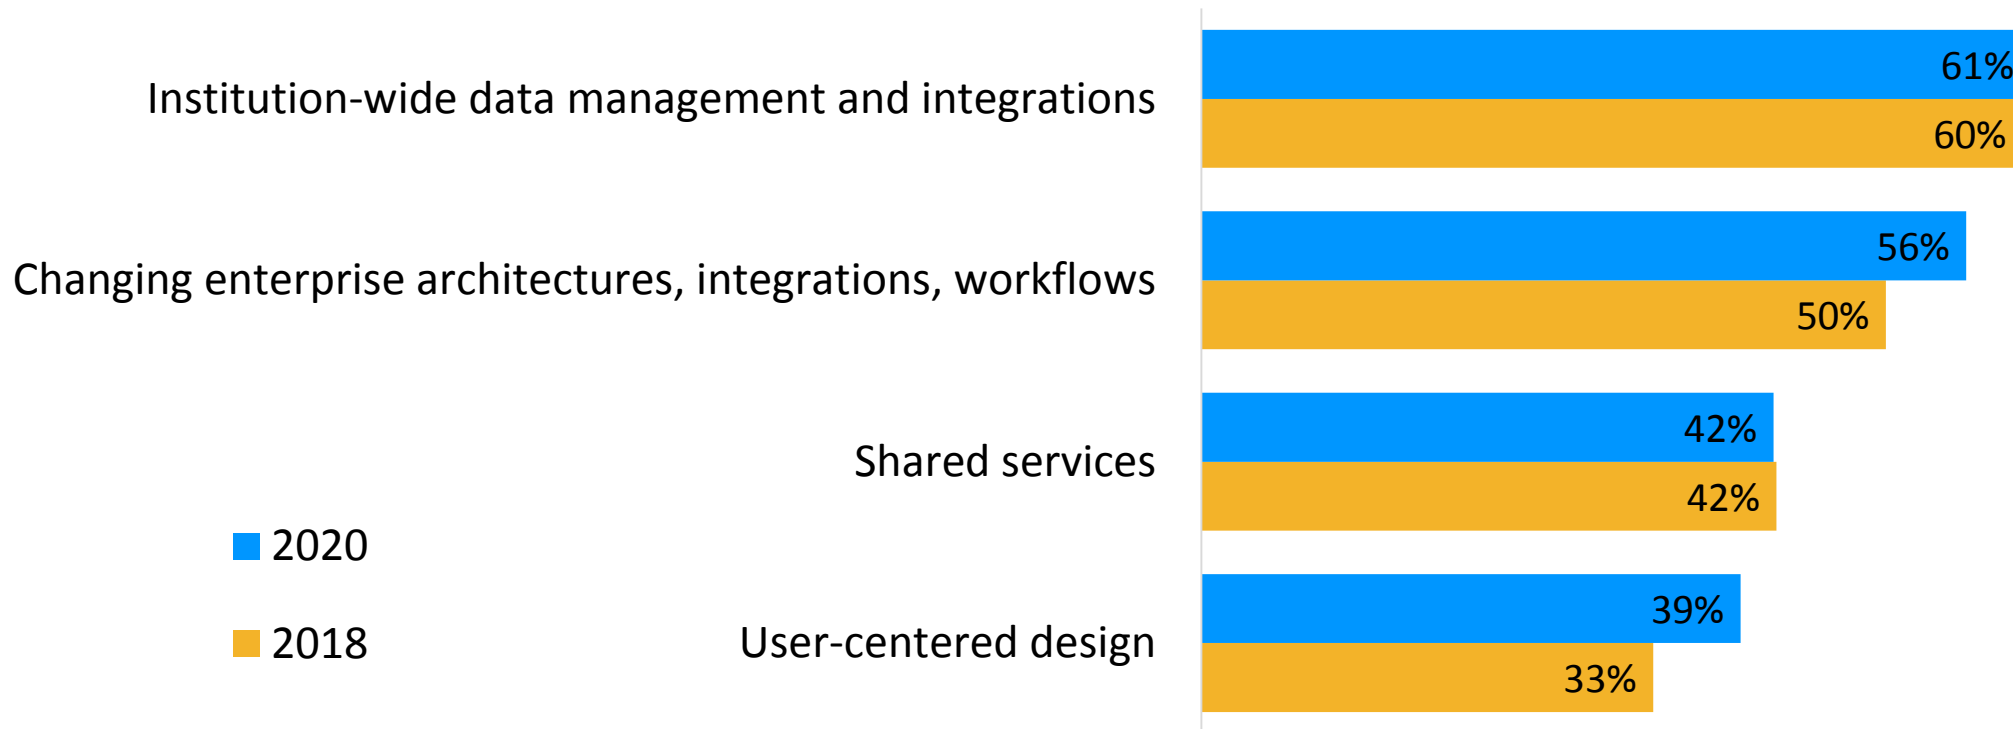 Institution-wide data management and integrations
61%
60%
Changing enterprise architectures, integrations, workflows
56%
50%
Shared services
42%
42%
2020
2018
User-centered design
39%
33%